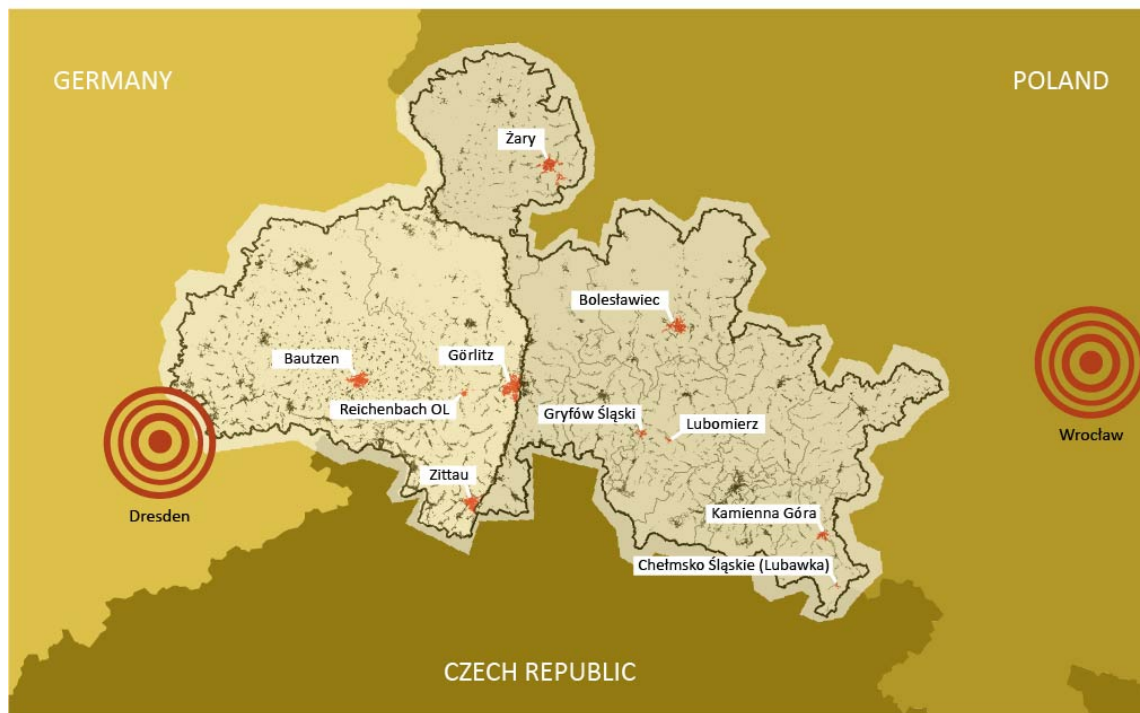 GERMANY
POLAND
Żary
Bolesławiec
Bautzen
Görlitz
Reichenbach OL
Gryfów Śląski
Lubomierz
Wrocław
Zittau
Dresden
Kamienna Góra
Chełmsko Śląskie (Lubawka)
CZECH REPUBLIC